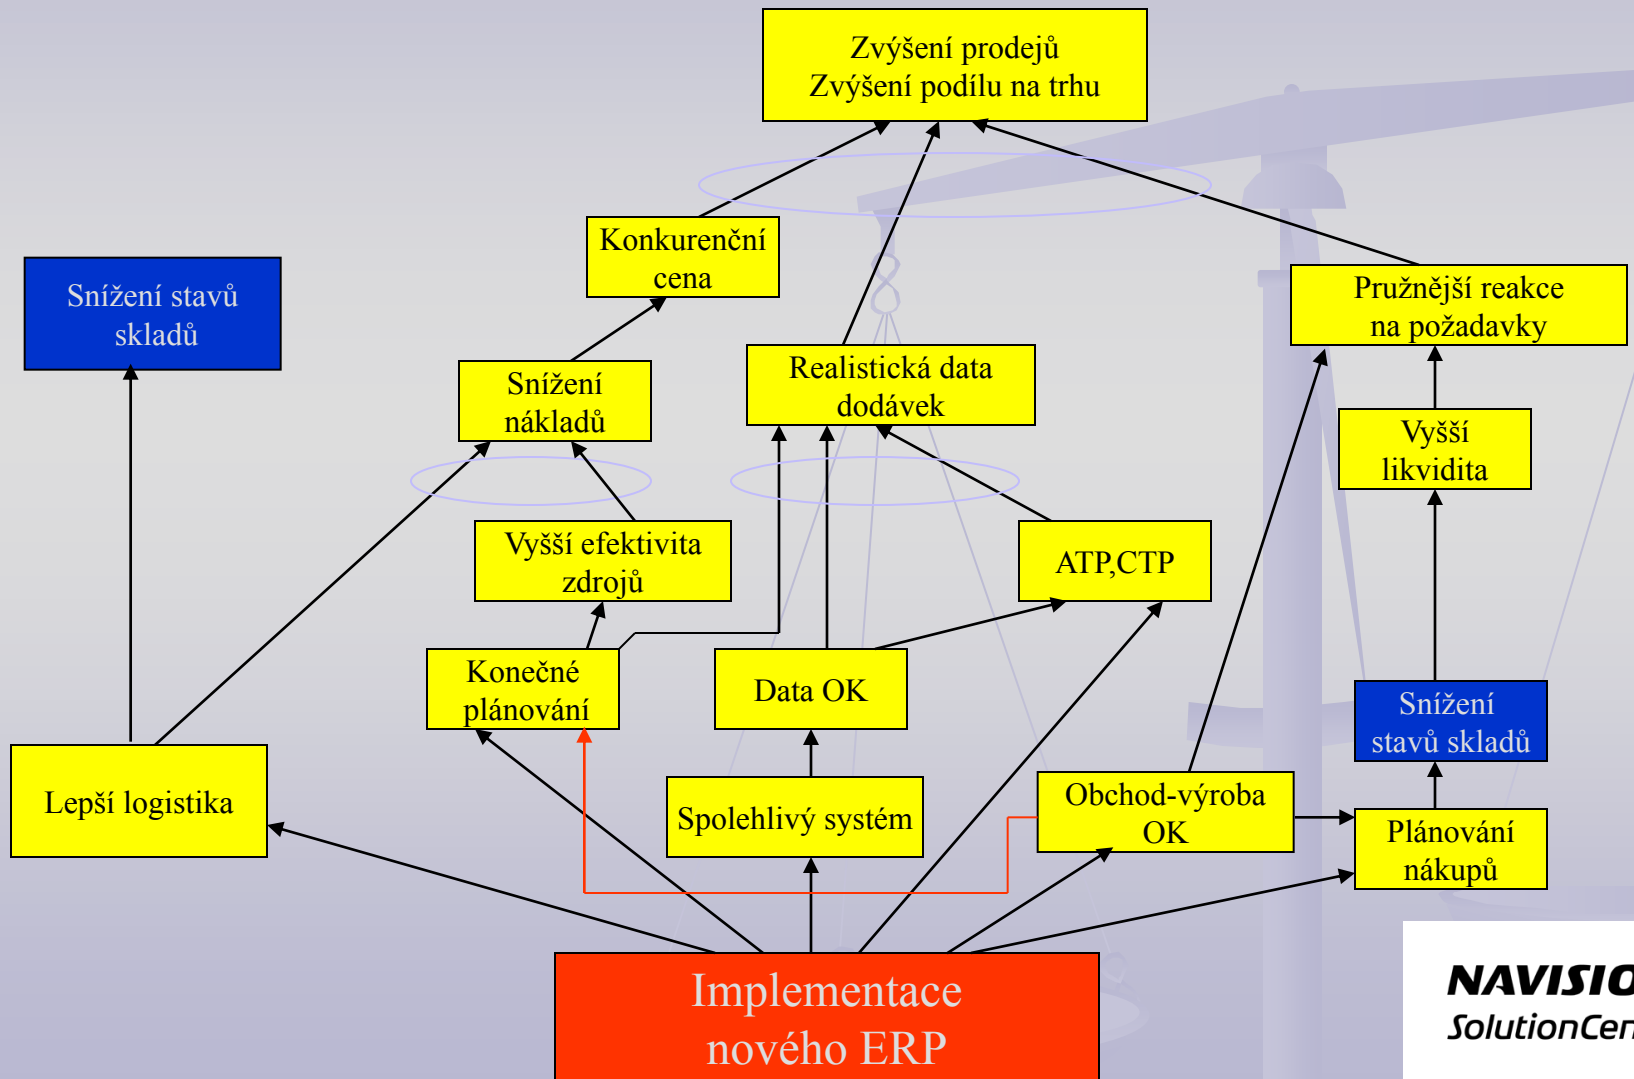 Zvýšení prodejů
Zvýšení podílu na trhu
Konkurenční
cena
Snížení stavů
skladů
Pružnější reakce
na požadavky
Snížení
nákladů
Realistická data
dodávek
Vyšší
likvidita
Vyšší efektivita
zdrojů
ATP,CTP
Konečné
plánování
Data OK
Snížení
stavů skladů
Lepší logistika
Spolehlivý systém
Obchod-výroba
OK
Plánování
nákupů
Implementace
nového ERP
NAVISIO
SolutionCen